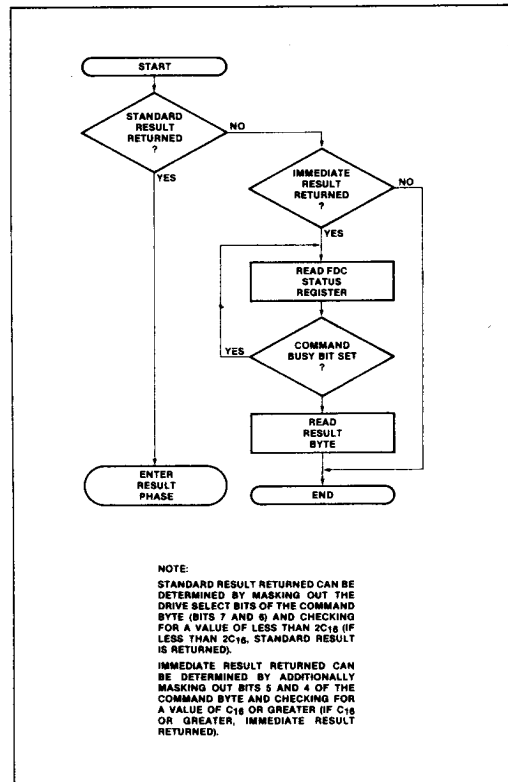 START
STANDARD
RESULT
RETURNED
?
NO
YES
IMMEDIATE
RESULT
RETURNED
?
NO
YES
READ FDC
STATUS
REGISTER
COMMAND
BUSY BIT SET
?
YES
READ
RESULT
BYTE
ENTER
RESULT
PHASE
END
NOTE:
STANDARD RESULT RETURNED CAN BE
DETERMINED BY MASKING OUT THE
DRIVE SELECT BITS OF THE COMMAND
BYTE (BITS 7 AND 6) AND CHECKING
FOR A VALUE OF LESS THAN 2C16 (IF
LESS THAN 2C16, STANDARD RESULT
IS RETURNED).
IMMEDIATE RESULT RETURNED CAN
BE DETERMINED BY ADDITIONALLY
MASKING OUT BITS 5 AND 4 OF THE
COMMAND BYTE AND CHECKING FOR
A VALUE OF C16 OR GREATER (IF C16
OR GREATER, IMMEDIATE RESULT
RETURNED).